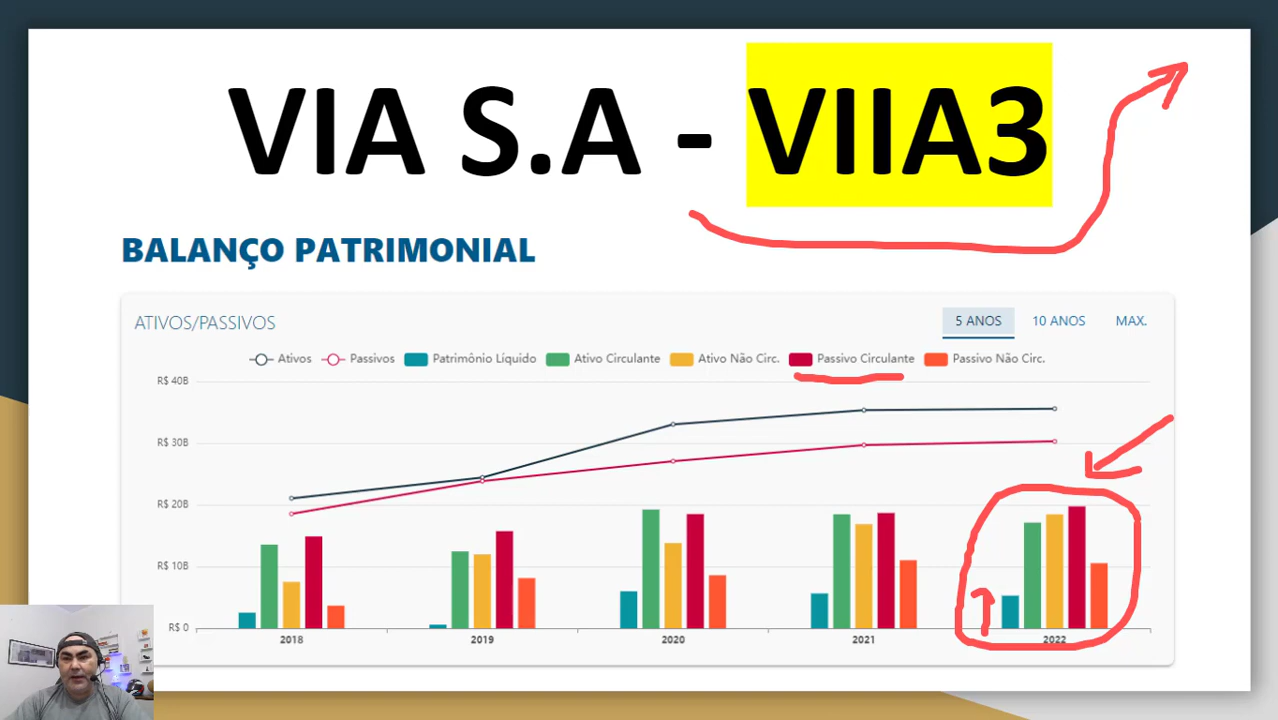 VIA S.A - VIIA3
BALANÇO PATRIMONIAL
ATIVOS/PASSIVOS
5 ANOS 10 ANOS MAX.
Ativos Passivos Patrimônio Líquido Ativo Circulante Ativo Não Circ. Passivo Circulante Passivo Não Circ.
R$ 40B
R$ 30B
R$ 20B
R$ 10B
R$ 0
2018 2019 2020 2021 2022